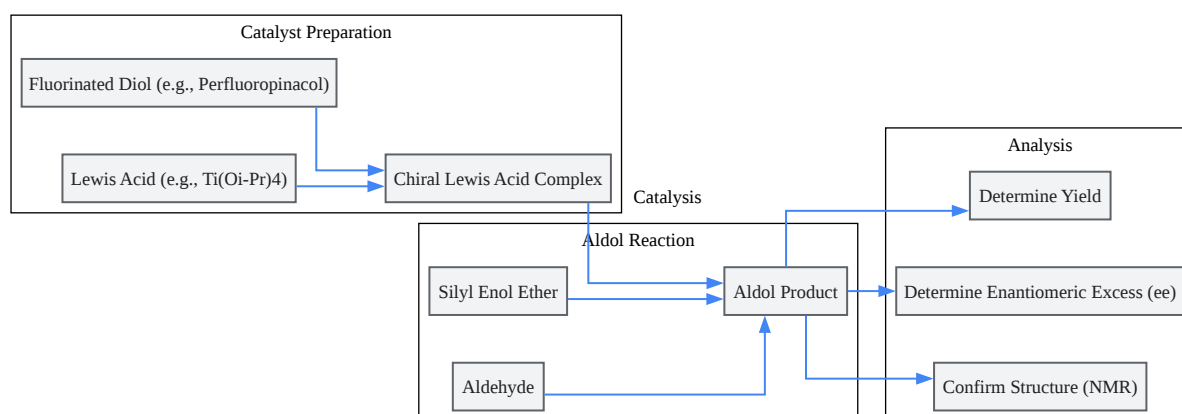 Catalyst Preparation
Fluorinated Diol (e.g., Perfluoropinacol)
Lewis Acid (e.g., Ti(Oi-Pr)4)
Chiral Lewis Acid Complex
Catalysis
Aldol Reaction
Silyl Enol Ether
Aldol Product
Aldehyde
Analysis
Determine Yield
Determine Enantiomeric Excess (ee)
Confirm Structure (NMR)